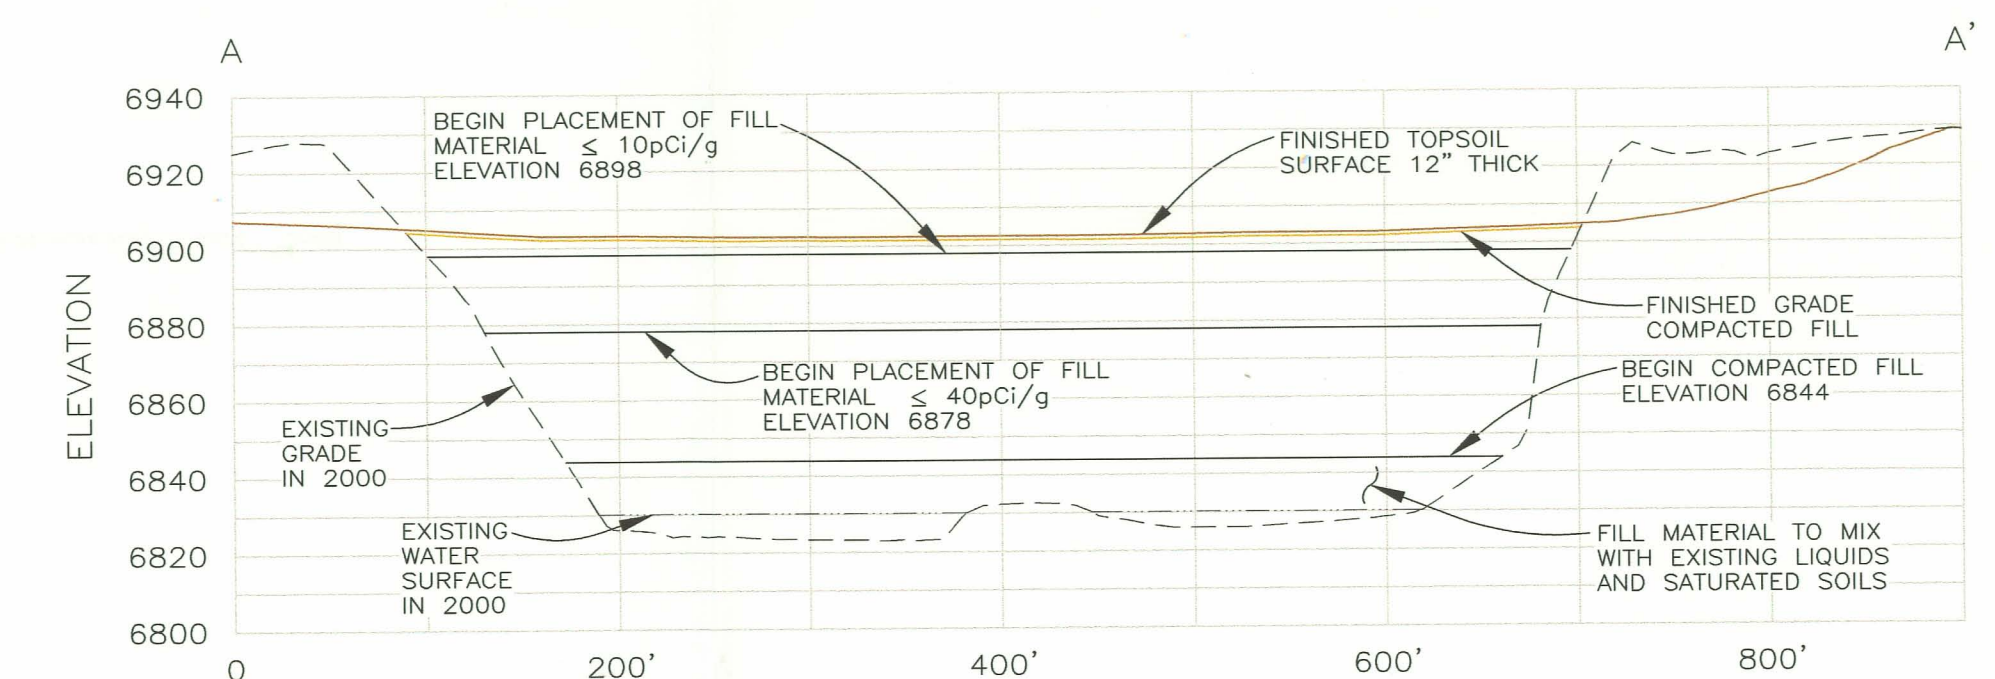 A
A'
6940
6920
6900
6880
6860
6840
6820
6800
ELEVATION
BEGIN PLACEMENT OF FILL
MATERIAL ≤ 10pCi/g
ELEVATION 6898
FINISHED TOPSOIL
SURFACE 12" THICK
FINISHED GRADE
COMPACTED FILL
BEGIN PLACEMENT OF FILL
MATERIAL ≤ 40pCi/g
ELEVATION 6878
BEGIN COMPACTED FILL
ELEVATION 6844
EXISTING
GRADE
IN 2000
EXISTING
WATER
SURFACE
IN 2000
FILL MATERIAL TO MIX
WITH EXISTING LIQUIDS
AND SATURATED SOILS
0
200'
400'
600'
800'